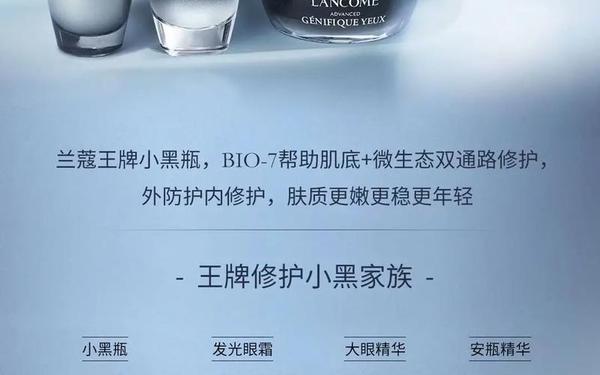 LANCÔME
ADVANCED
GÉNIFIQUE YEUX
兰蔻王牌小黑瓶，BIO-7帮助肌底+微生态双通路修护，
外防护内修护，肤质更嫩更稳更年轻
- 王牌修护小黑家族 -
小黑瓶 发光眼霜 大眼精华 安瓶精华